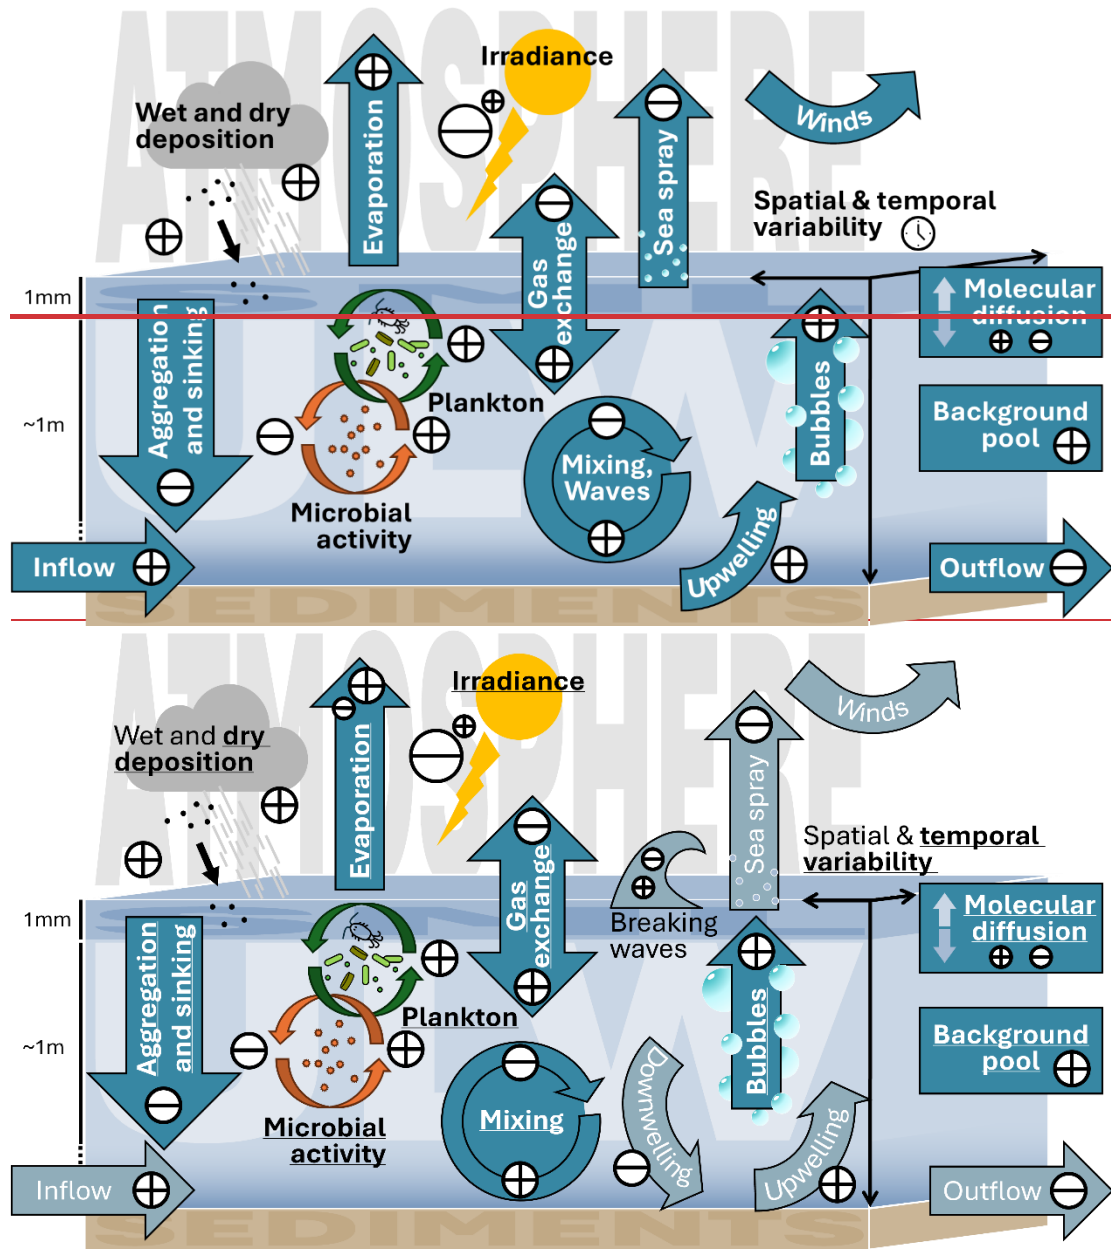 ATMOSPHERE
Irradiance
Wet and dry
deposition
Evaporation
Sea spray
Winds
Gas
exchange
Spatial & temporal
variability
1mm
Molecular
diffusion
Aggregation
and sinking
Plankton
Bubbles
Background
pool
~1m
ULW
Mixing,
Waves
Microbial
activity
Upwelling
Inflow
Outflow
SEDIMENTS
ATMOSPHERE
Irradiance
Wet and dry
deposition
Evaporation
Sea spray
Winds
Gas
exchange
Spatial & temporal
variability
Breaking
waves
1mm
Molecular
diffusion
Aggregation
and sinking
Plankton
Bubbles
Background
pool
~1m
ULW
Mixing
Downwelling
Microbial
activity
Upwelling
Inflow
Outflow
SEDIMENTS